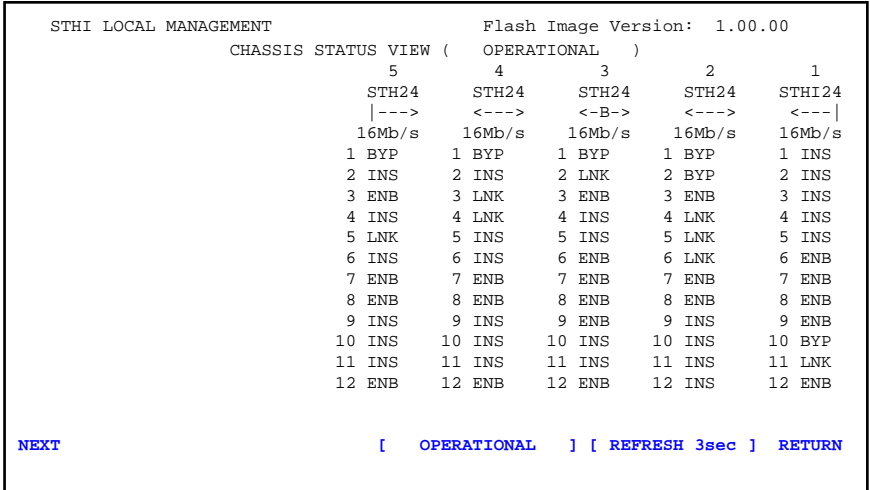 STHI LOCAL MANAGEMENT Flash Image Version: 1.00.00
CHASSIS STATUS VIEW ( OPERATIONAL )
5 4 3 2 1
STH24 STH24 STH24 STH24 STHI24
|---> <---> <-B-> <---> <---|
16Mb/s 16Mb/s 16Mb/s 16Mb/s 16Mb/s
1 BYP 1 BYP 1 BYP 1 BYP 1 INS
2 INS 2 INS 2 LNK 2 BYP 2 INS
3 ENB 3 LNK 3 ENB 3 ENB 3 INS
4 INS 4 LNK 4 INS 4 LNK 4 INS
5 LNK 5 INS 5 INS 5 LNK 5 INS
6 INS 6 INS 6 ENB 6 LNK 6 ENB
7 ENB 7 ENB 7 ENB 7 ENB 7 ENB
8 ENB 8 ENB 8 ENB 8 ENB 8 ENB
9 INS 9 INS 9 ENB 9 INS 9 ENB
10 INS 10 INS 10 INS 10 INS 10 BYP
11 INS 11 INS 11 INS 11 INS 11 LNK
12 ENB 12 ENB 12 ENB 12 INS 12 ENB
NEXT [ OPERATIONAL ] [ REFRESH 3sec ] RETURN